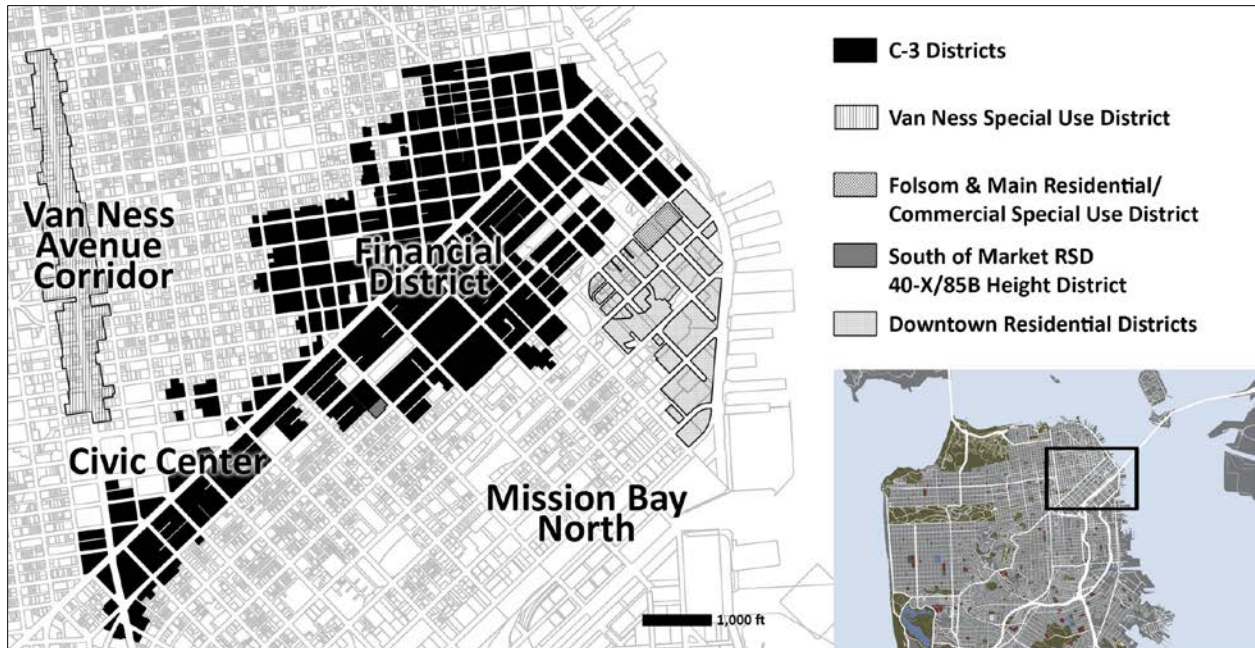 Van Ness
Avenue
Corridor
Financial
District
Civic Center
Mission Bay
North
1,000 ft
C-3 Districts
Van Ness Special Use District
Folsom & Main Residential/
Commercial Special Use District
South of Market RSD
40-X/85B Height District
Downtown Residential Districts